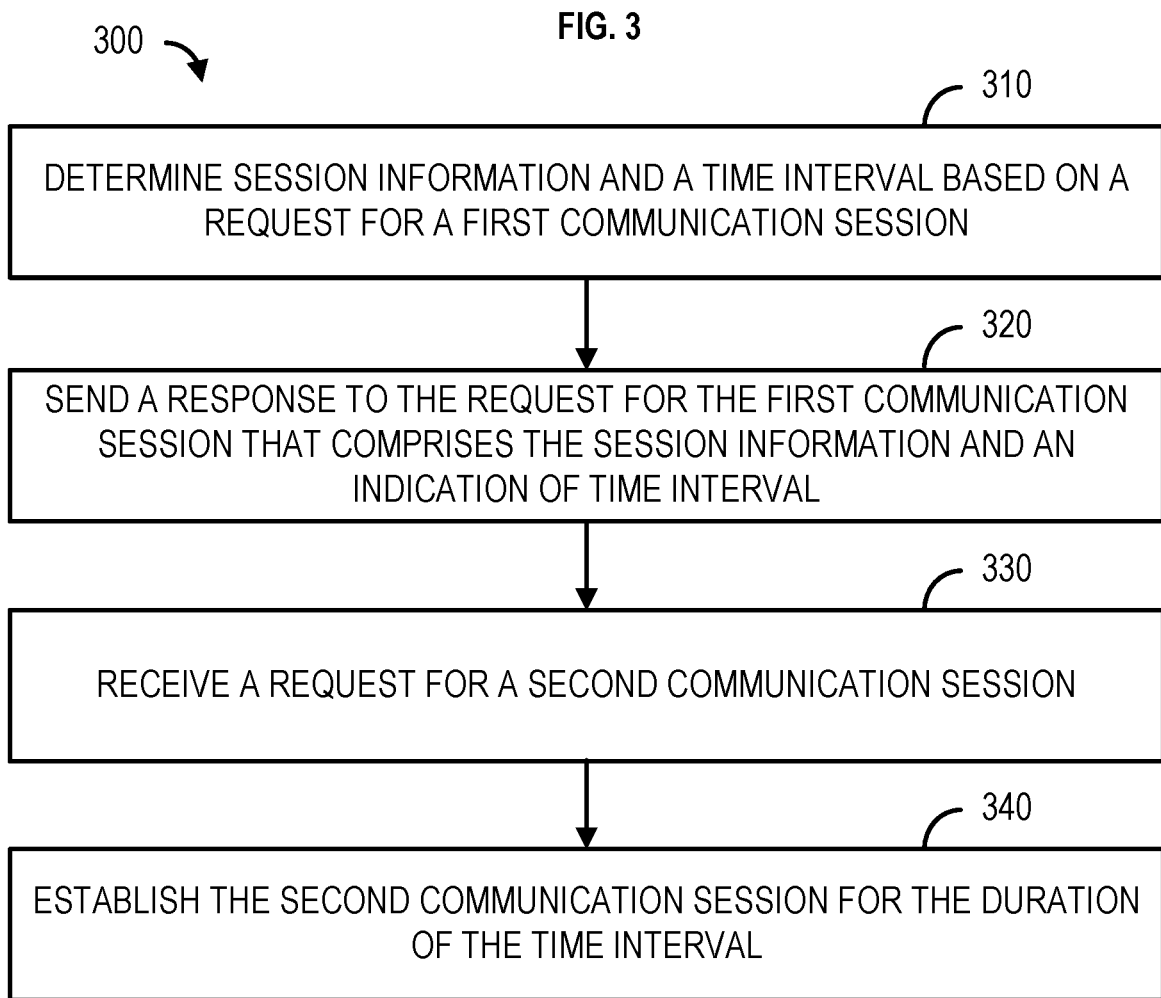 FIG. 3
300
310
DETERMINE SESSION INFORMATION AND A TIME INTERVAL BASED ON A
REQUEST FOR A FIRST COMMUNICATION SESSION
320
SEND A RESPONSE TO THE REQUEST FOR THE FIRST COMMUNICATION
SESSION THAT COMPRISES THE SESSION INFORMATION AND AN
INDICATION OF TIME INTERVAL
330
RECEIVE A REQUEST FOR A SECOND COMMUNICATION SESSION
340
ESTABLISH THE SECOND COMMUNICATION SESSION FOR THE DURATION
OF THE TIME INTERVAL